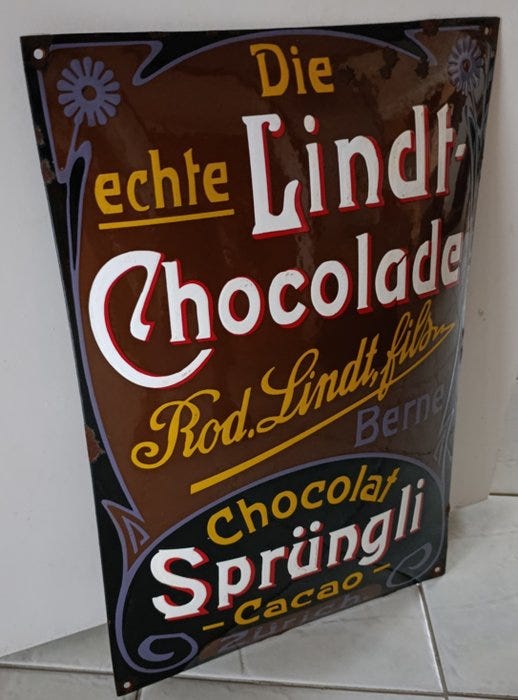 Die
echte Lindt-
Chocolade
Rod. Lindt, fils
Berne
Chocolat
Sprüngli
- Cacao -
Zürich